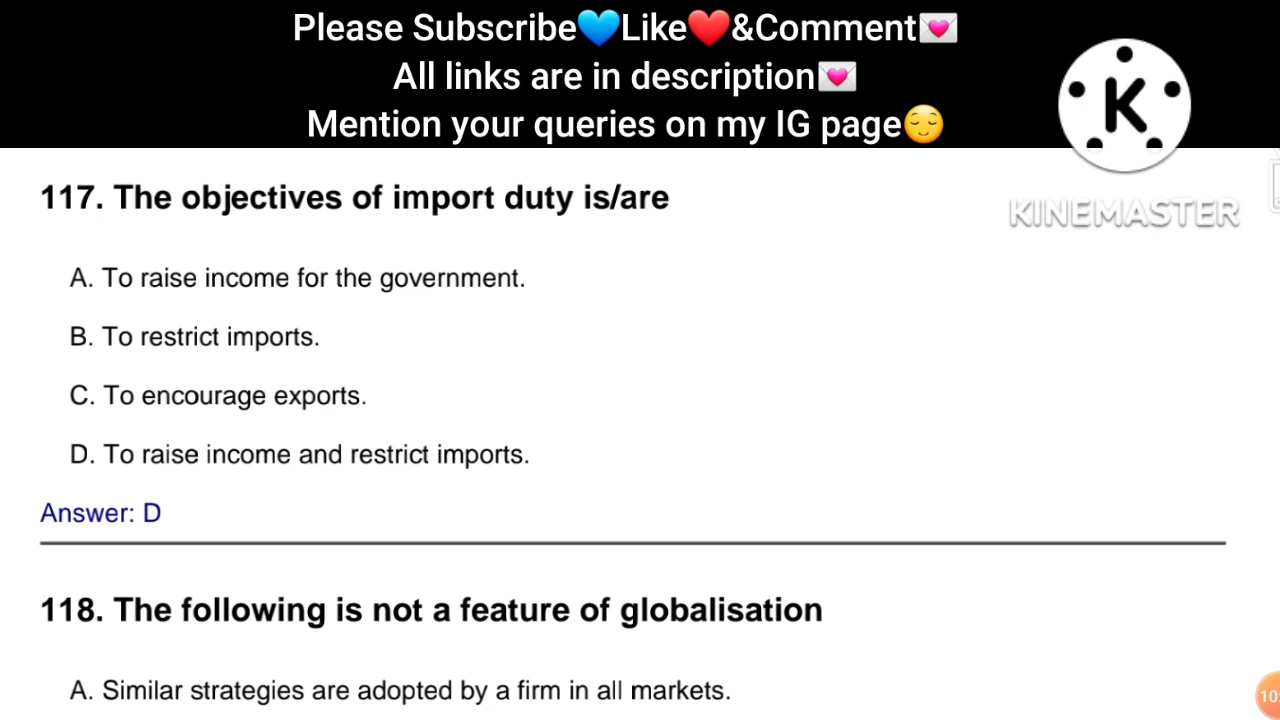 Please Subscribe💙Like❤️&Comment💌
All links are in description💌
Mention your queries on my IG page😌
K
KINEMASTER
117. The objectives of import duty is/are
A. To raise income for the government.
B. To restrict imports.
C. To encourage exports.
D. To raise income and restrict imports.
Answer: D
118. The following is not a feature of globalisation
A. Similar strategies are adopted by a firm in all markets.